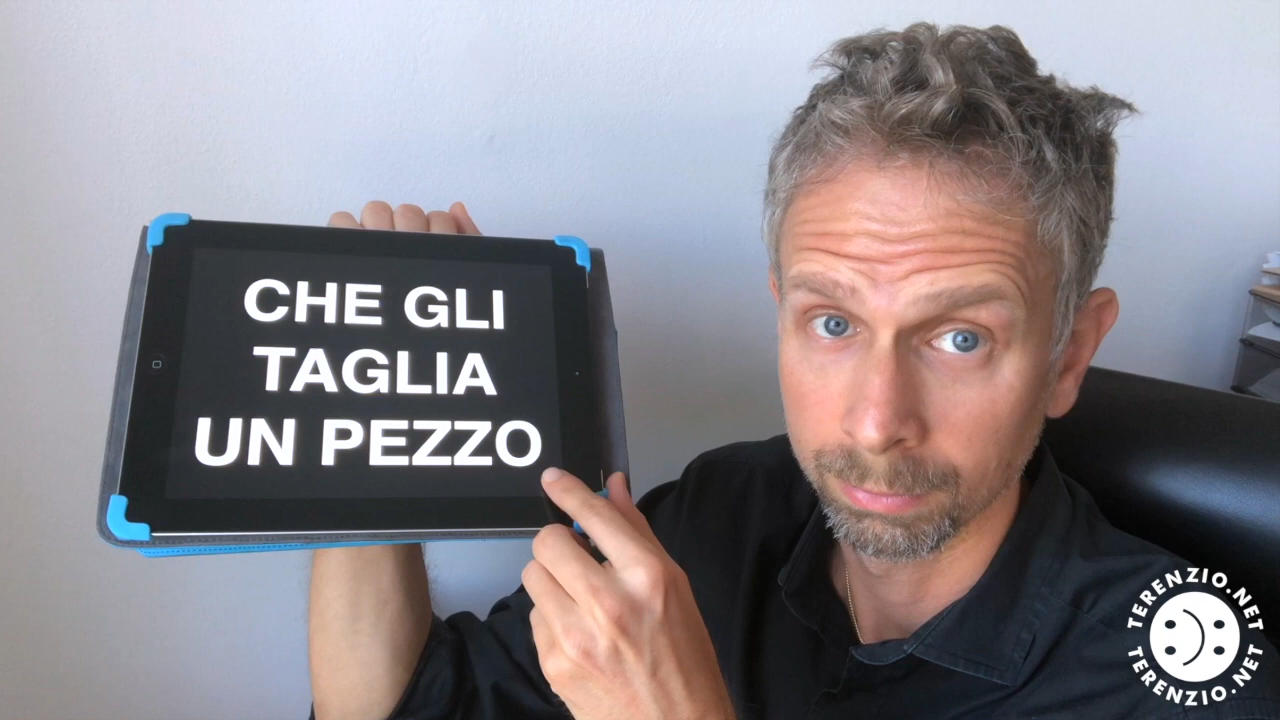 CHE GLI
TAGLIA
UN PEZZO
TERENZIO.NET
TERENZIO.NET